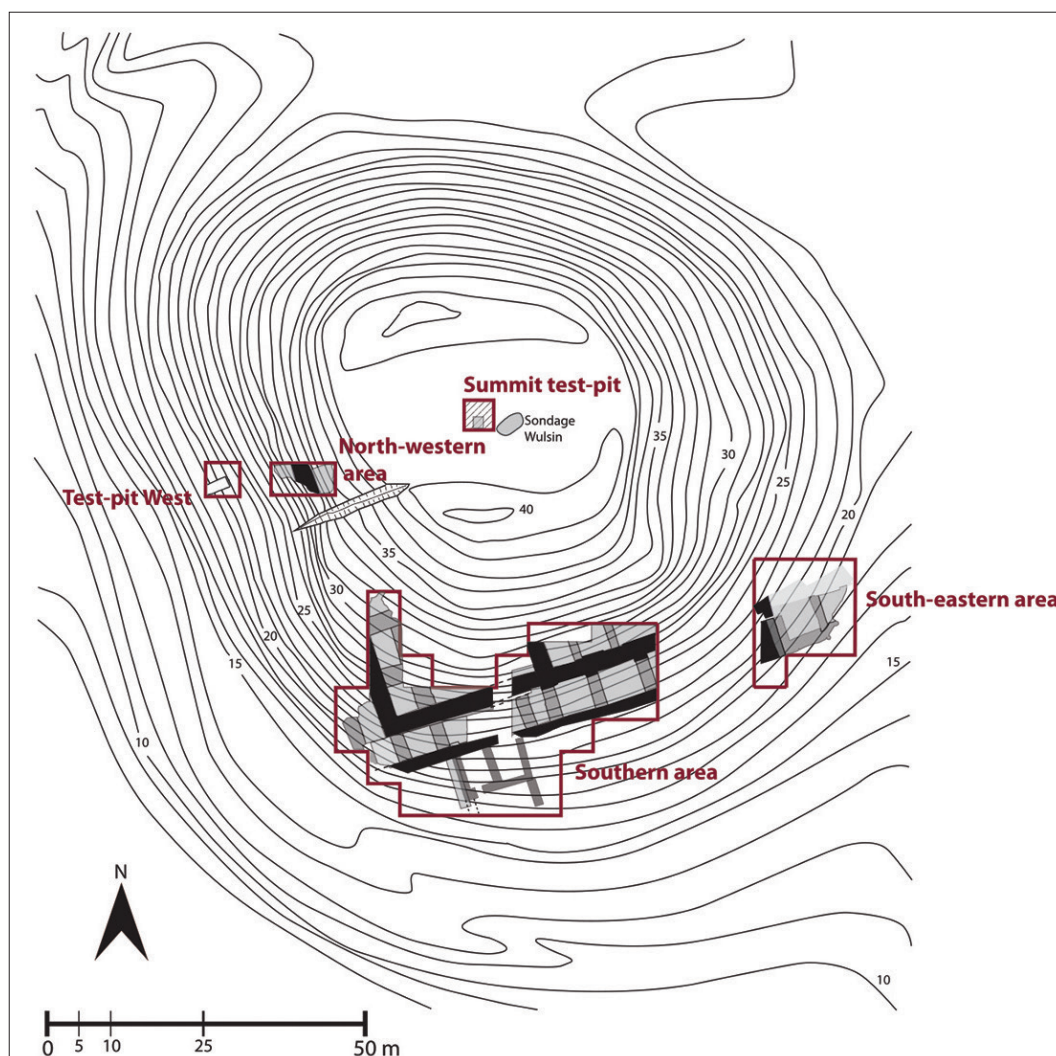 Summit test-pit
Sondage
Wulsin
North-western
area
Test-pit West
35
30
25
20
40
35
30
25
20
15
10
South-eastern area
15
Southern area
10
N
0 5 10 25 50 m